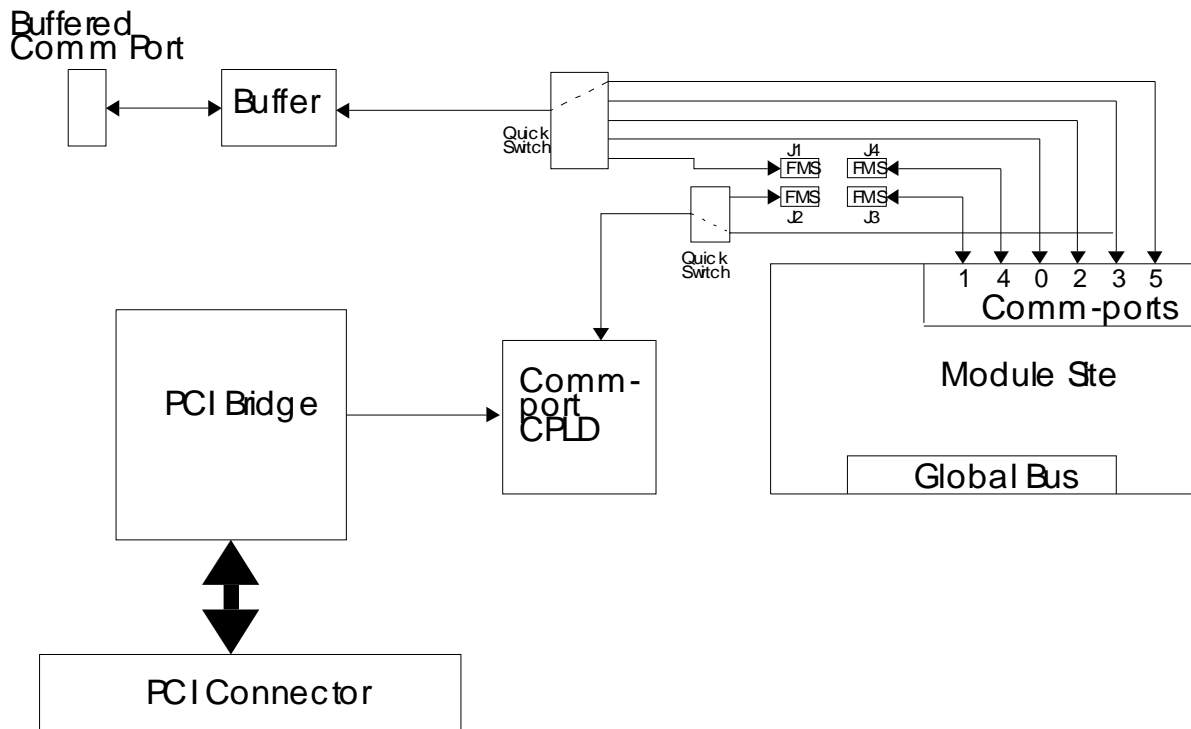 Buffered
Comm Port
Buffer
Quick
Switch
J1
J4
FMS
FMS
FMS
FMS
J2
J3
Quick
Switch
1 4 0 2 3 5
Comm-ports
Module Site
Global Bus
PCI Bridge
Comm-
port
CPLD
PCI Connector